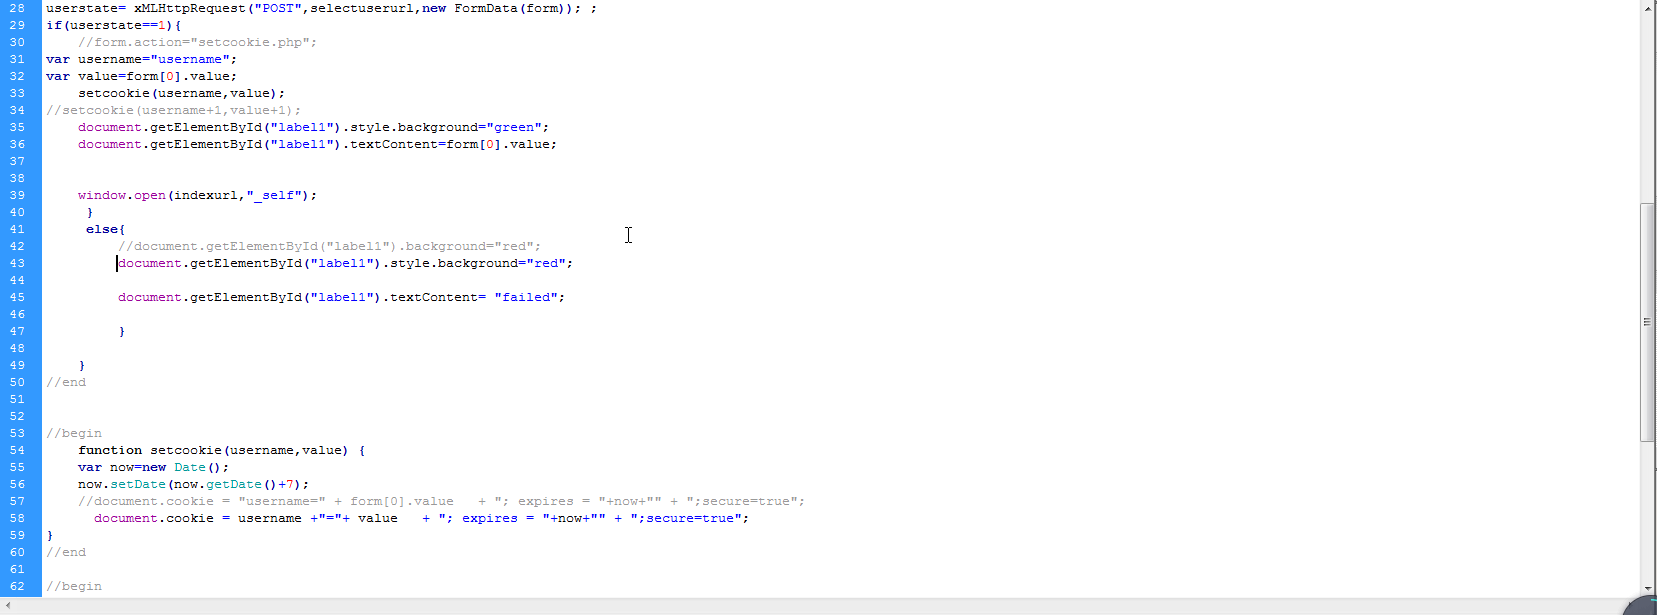 28 userstate= xMLHttpRequest("POST",selectuserurl,new FormData(form)); ;
29 if(userstate==1){
30 //form.action="setcookie.php";
31 var username="username";
32 var value=form[0].value;
33 setcookie(username,value);
34 //setcookie(username+1,value+1);
35 document.getElementById("label1").style.background="green";
36 document.getElementById("label1").textContent=form[0].value;
37
38
39 window.open(indexurl,"_self");
40 }
41 else{
42 //document.getElementById("label1").background="red";
43 document.getElementById("label1").style.background="red";
44
45 document.getElementById("label1").textContent= "failed";
46
47 }
48
49 }
50 //end
51
52
53 //begin
54 function setcookie(username,value) {
55 var now=new Date();
56 now.setDate(now.getDate()+7);
57 //document.cookie = "username=" + form[0].value   + "; expires = "+now+"" + ";secure=true";
58 document.cookie = username +"="+ value   + "; expires = "+now+"" + ";secure=true";
59 }
60 //end
61
62 //begin